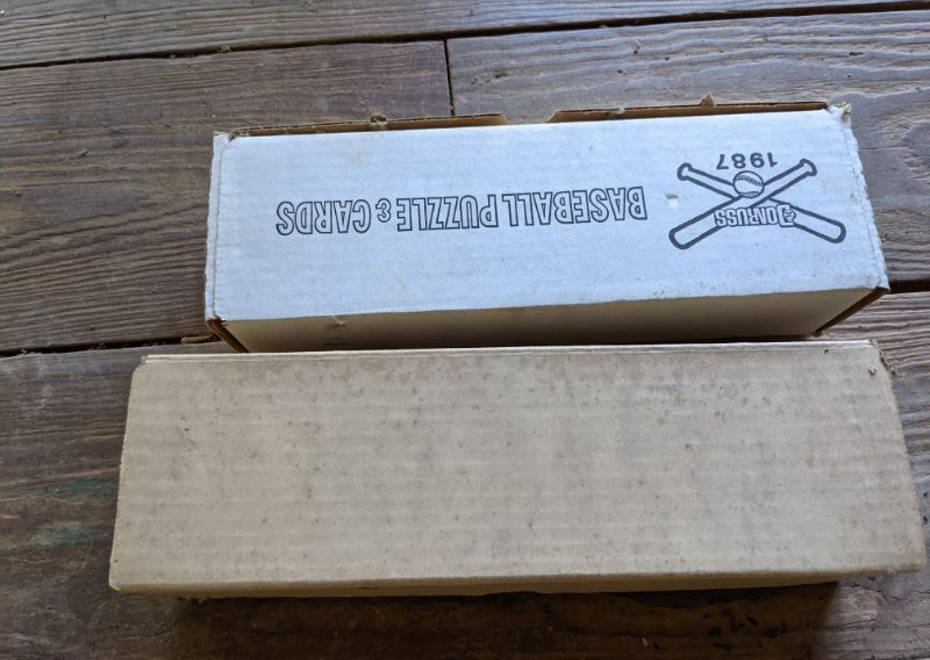 1987
DONRUSS
BASEBALL PUZZLE & CARDS